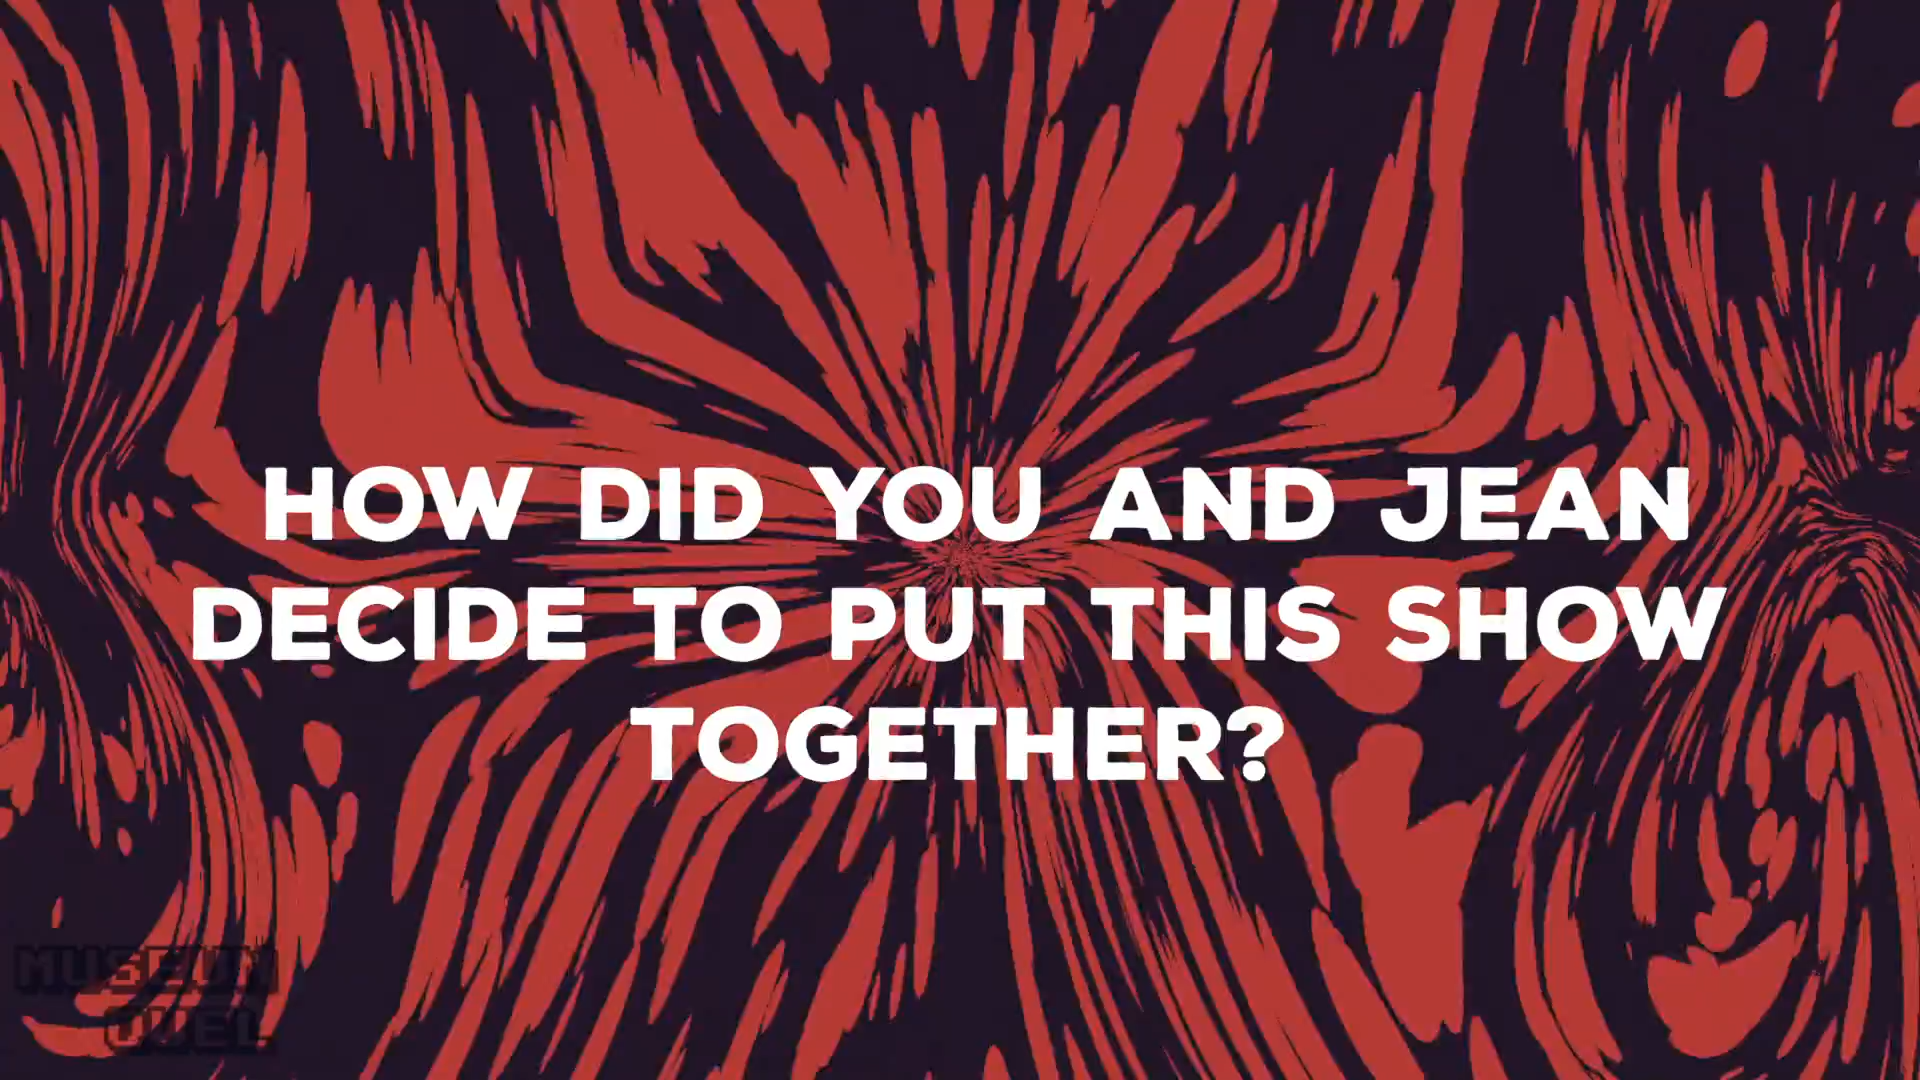 HOW DID YOU AND JEAN
DECIDE TO PUT THIS SHOW
TOGETHER?
MUSEUM
DUEL